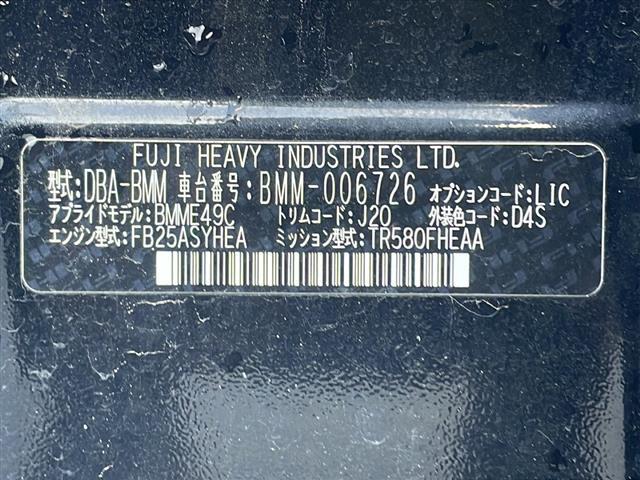 FUJI HEAVY INDUSTRIES LTD.
型式:DBA-BMM 車台番号:BMM-006726 オプションコード:LIC
アプライドモデル:BMME49C トリムコード:J20 外装色コード:D4S
エンジン型式:FB25ASYHEA ミッション型式:TR580FHEAA